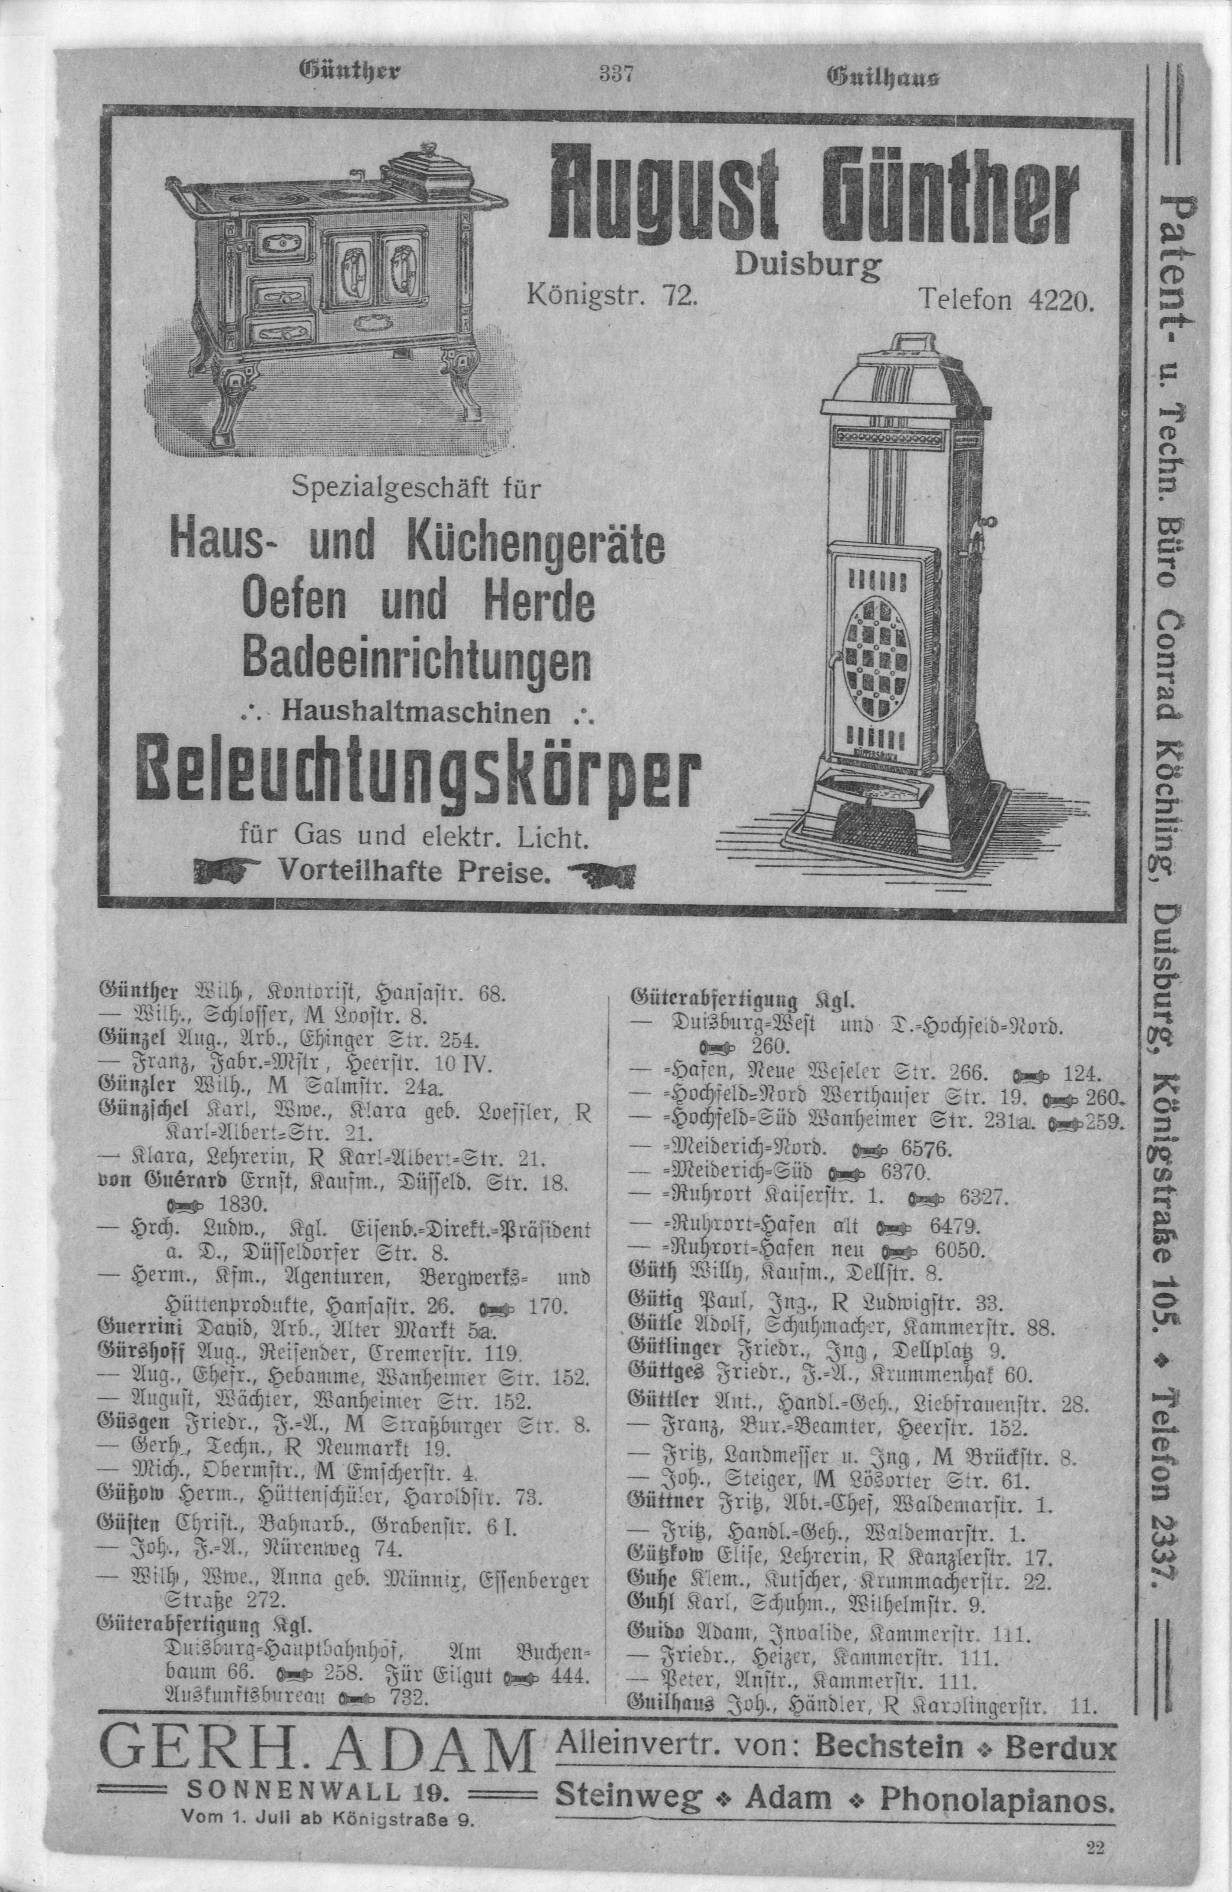 Günther 337 Guilhaus
August Günther
Duisburg
Königstr. 72. Telefon 4220.
Spezialgeschäft für
Haus- und Küchengeräte
Oefen und Herde
Badeeinrichtungen
∴ Haushaltmaschinen ∴
Beleuchtungskörper
für Gas und elektr. Licht.
Vorteilhafte Preise.
Günther Wilh., Kontorist, Hansastr. 68.
— Wilh., Schlosser, M Loostr. 8.
Günzel Aug., Arb., Ehinger Str. 254.
— Franz, Fabr.-Mstr., Heerstr. 10 IV.
Günzler Wilh., M Salmstr. 24a.
Günzschel Karl, Wwe., Klara geb. Loeffler, R
Karl-Albert-Str. 21.
— Klara, Lehrerin, R Karl-Albert-Str. 21.
von Guérard Ernst, Kaufm., Düsseld. Str. 18.
1830.
— Hrch. Ludw., Kgl. Eisenb.-Direkt.-Präsident
a. D., Düsseldorfer Str. 8.
— Herm., Kfm., Agenturen, Bergwerks- und
Hüttenprodukte, Hansastr. 26. 170.
Guerrini David, Arb., Alter Markt 5a.
Gürshoff Aug., Reisender, Cremerstr. 119.
— Aug., Ehefr., Hebamme, Wanheimer Str. 152.
— August, Wächter, Wanheimer Str. 152.
Güsgen Friedr., F.-A., M Straßburger Str. 8.
— Gerh., Techn., R Neumarkt 19.
— Mich., Obermstr., M Emscherstr. 4.
Güßow Herm., Hüttenschüler, Haroldstr. 73.
Güsten Christ., Bahnarb., Grabenstr. 6 I.
— Joh., F.-A., Nürenweg 74.
— Wilh., Wwe., Anna geb. Münnix, Essenberger
Straße 272.
Güterabfertigung Kgl.
Duisburg-Hauptbahnhof, Am Buchen-
baum 66. 258. Für Eilgut 444.
Auskunftsbureau 732.
Güterabfertigung Kgl.
— Duisburg-West und D.-Hochfeld-Nord.
260.
— -Hafen, Neue Weseler Str. 266. 124.
— -Hochfeld-Nord Werthauser Str. 19. 260.
— -Hochfeld-Süd Wanheimer Str. 231a. 259.
— -Meiderich-Nord. 6576.
— -Meiderich-Süd 6370.
— -Ruhrort Kaiserstr. 1. 6327.
— -Ruhrort-Hafen alt 6479.
— -Ruhrort-Hafen neu 6050.
Güth Willy, Kaufm., Dellstr. 8.
Gütig Paul, Ing., R Ludwigstr. 33.
Gütle Adolf, Schuhmacher, Kammerstr. 88.
Gütlinger Friedr., Ing., Dellplatz 9.
Güttges Friedr., F.-A., Krummenhak 60.
Güttler Ant., Handl.-Geh., Liebfrauenstr. 28.
— Franz, Bur.-Beamter, Heerstr. 152.
— Fritz, Landmesser u. Ing., M Brückstr. 8.
— Joh., Steiger, M Lösorter Str. 61.
Güttner Fritz, Abt.-Chef, Waldemarstr. 1.
— Fritz, Handl.-Geh., Waldemarstr. 1.
Gützkow Elise, Lehrerin, R Kanzlerstr. 17.
Guhe Klem., Kutscher, Krummacherstr. 22.
Guhl Karl, Schuhm., Wilhelmstr. 9.
Guido Adam, Invalide, Kammerstr. 111.
— Friedr., Heizer, Kammerstr. 111.
— Peter, Anstr., Kammerstr. 111.
Guilhaus Joh., Händler, R Karolingerstr. 11.
Patent- u. Techn. Büro Conrad Köchling, Duisburg, Königstraße 105. ❖ Telefon 2337.
GERH. ADAM
SONNENWALL 19.
Vom 1. Juli ab Königstraße 9.
Alleinvertr. von: Bechstein ❖ Berdux
Steinweg ❖ Adam ❖ Phonolapianos.
22